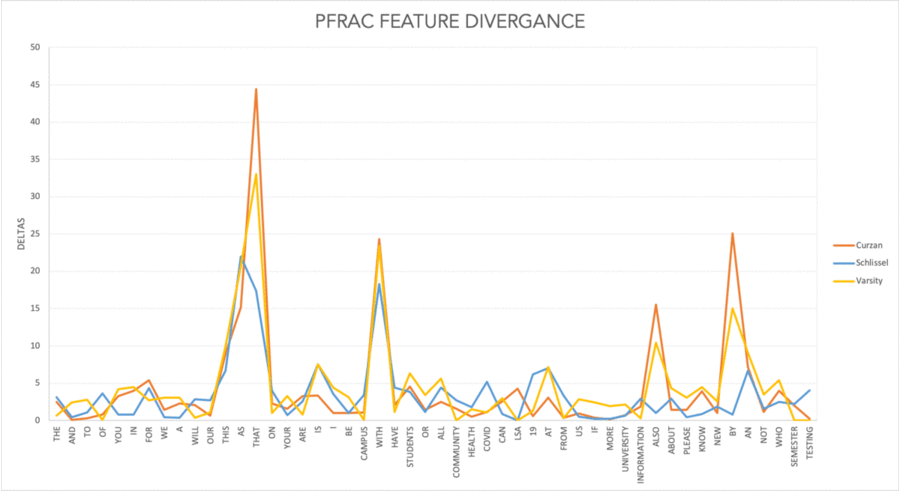 PFRAC FEATURE DIVERGANCE
50
45
40
35
30
25
20
15
10
5
0
DELTAS
THE
AND
TO
OF
YOU
IN
FOR
WE
A
WILL
OUR
THIS
AS
THAT
ON
YOUR
ARE
IS
I
BE
CAMPUS
WITH
HAVE
STUDENTS
OR
ALL
COMMUNITY
HEALTH
COVID
CAN
LSA
19
AT
FROM
US
IF
MORE
UNIVERSITY
INFORMATION
ALSO
ABOUT
PLEASE
KNOW
NEW
BY
AN
NOT
WHO
SEMESTER
TESTING
Curzan
Schlissel
Varsity